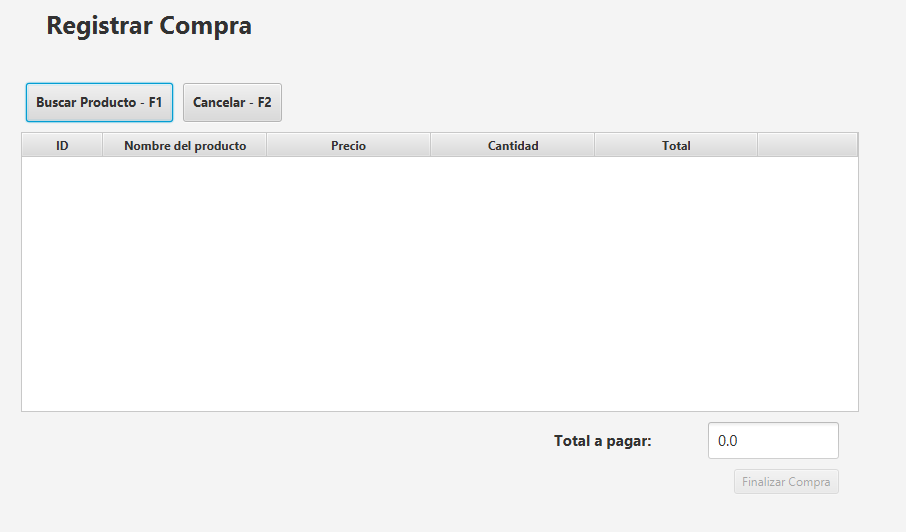 Registrar Compra
Buscar Producto - F1 Cancelar - F2
ID Nombre del producto Precio Cantidad Total
Total a pagar: 0.0
Finalizar Compra